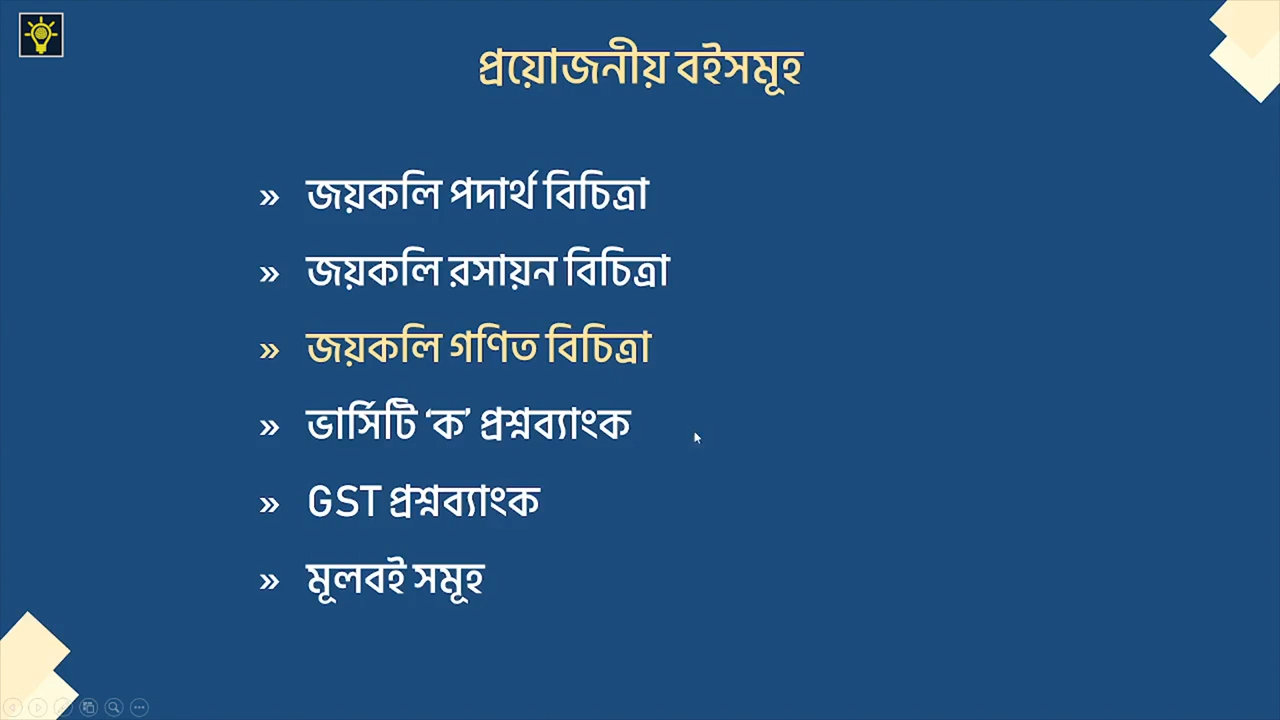 প্রয়োজনীয় বইসমূহ
» জয়কলি পদার্থ বিচিত্রা
» জয়কলি রসায়ন বিচিত্রা
» জয়কলি গণিত বিচিত্রা
» ভার্সিটি ‘ক’ প্রশ্নব্যাংক
» GST প্রশ্নব্যাংক
» মূলবই সমূহ